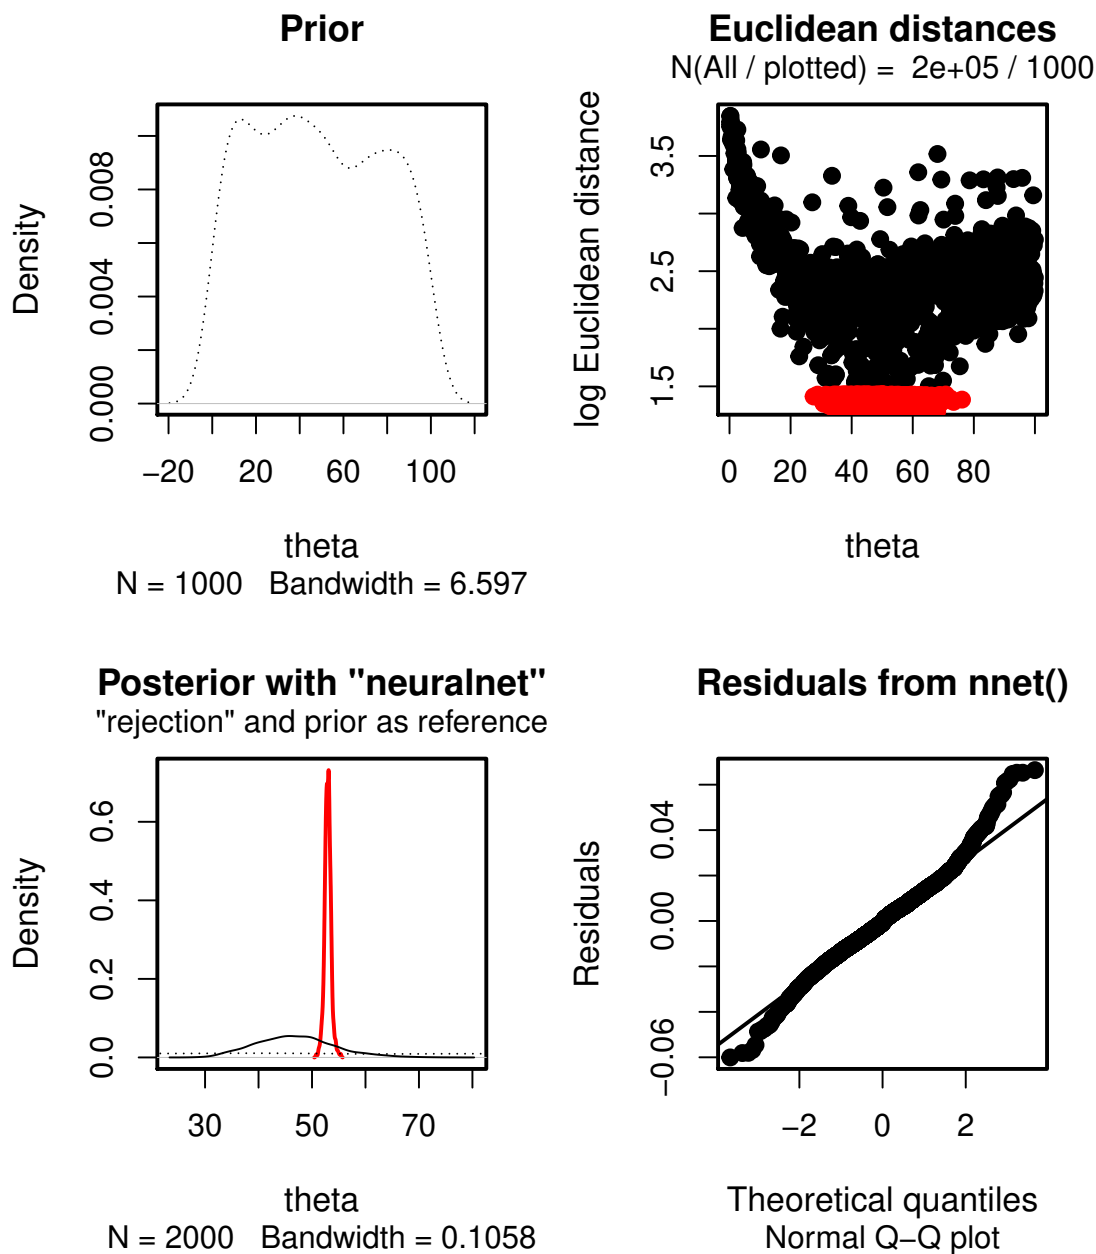 Prior
Density
0.000 0.004 0.008
−20 20 60 100
theta
N = 1000 Bandwidth = 6.597
Euclidean distances
N(All / plotted) = 2e+05 / 1000
log Euclidean distance
1.5 2.5 3.5
0 20 40 60 80
theta
Posterior with "neuralnet"
"rejection" and prior as reference
Density
0.0 0.2 0.4 0.6
30 50 70
theta
N = 2000 Bandwidth = 0.1058
Residuals from nnet()
Residuals
−0.06 0.00 0.04
−2 0 2
Theoretical quantiles
Normal Q−Q plot